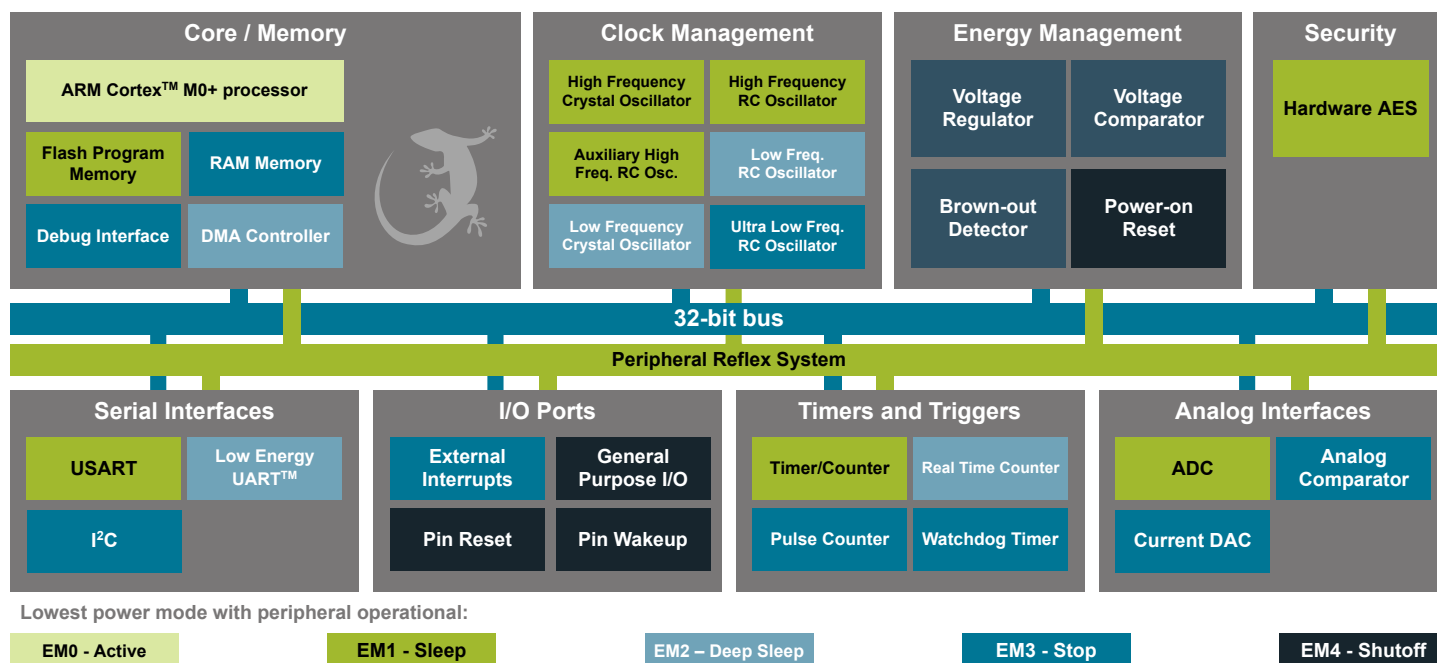 Core / Memory
ARM Cortex™ M0+ processor
Flash Program
Memory
RAM Memory
Debug Interface
DMA Controller
Clock Management
High Frequency
Crystal Oscillator
High Frequency
RC Oscillator
Auxiliary High
Freq. RC Osc.
Low Freq.
RC Oscillator
Low Frequency
Crystal Oscillator
Ultra Low Freq.
RC Oscillator
Energy Management
Voltage
Regulator
Voltage
Comparator
Brown-out
Detector
Power-on
Reset
Security
Hardware AES
32-bit bus
Peripheral Reflex System
Serial Interfaces
USART
Low Energy
UART™
I²C
I/O Ports
External
Interrupts
General
Purpose I/O
Pin Reset
Pin Wakeup
Timers and Triggers
Timer/Counter
Real Time Counter
Pulse Counter
Watchdog Timer
Analog Interfaces
ADC
Analog
Comparator
Current DAC
Lowest power mode with peripheral operational:
EM0 - Active
EM1 - Sleep
EM2 – Deep Sleep
EM3 - Stop
EM4 - Shutoff